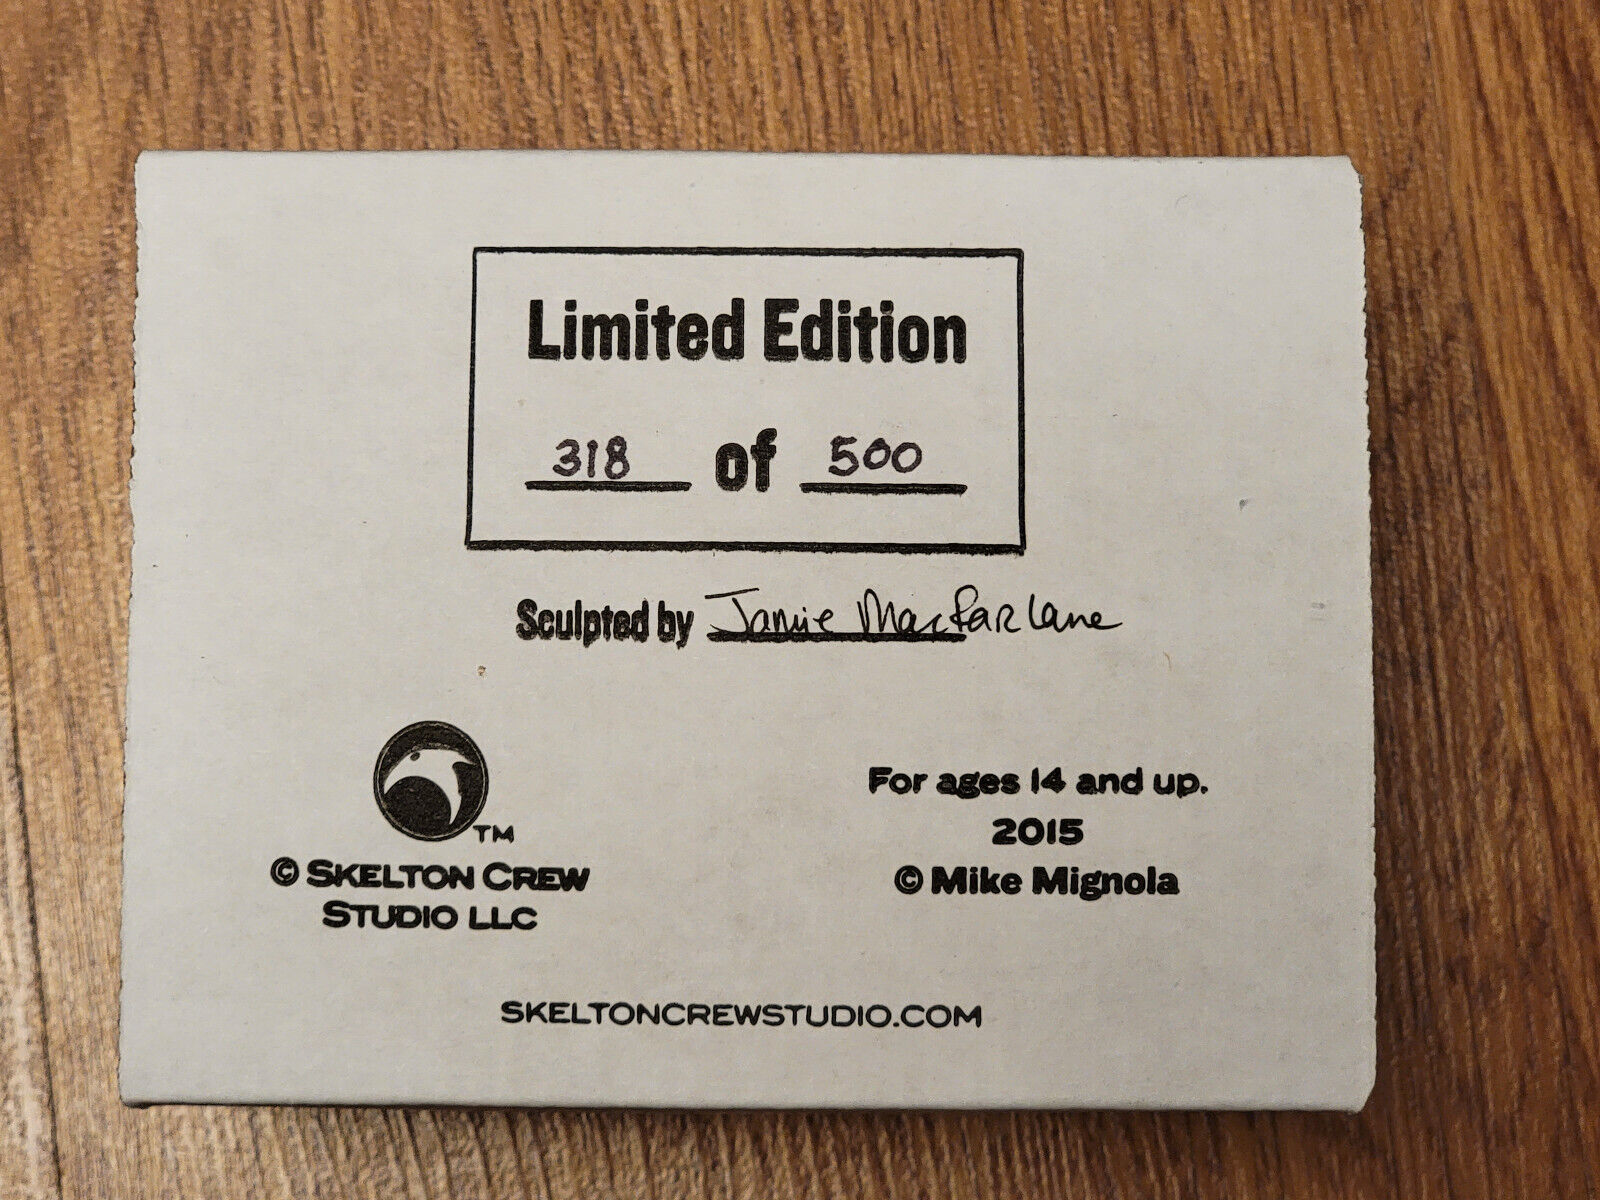 Limited Edition
318 of 500
Sculpted by Jamie MacFarlane
TM
© SKELTON CREW
STUDIO LLC
For ages 14 and up.
2015
© Mike Mignola
SKELTONCREWSTUDIO.COM